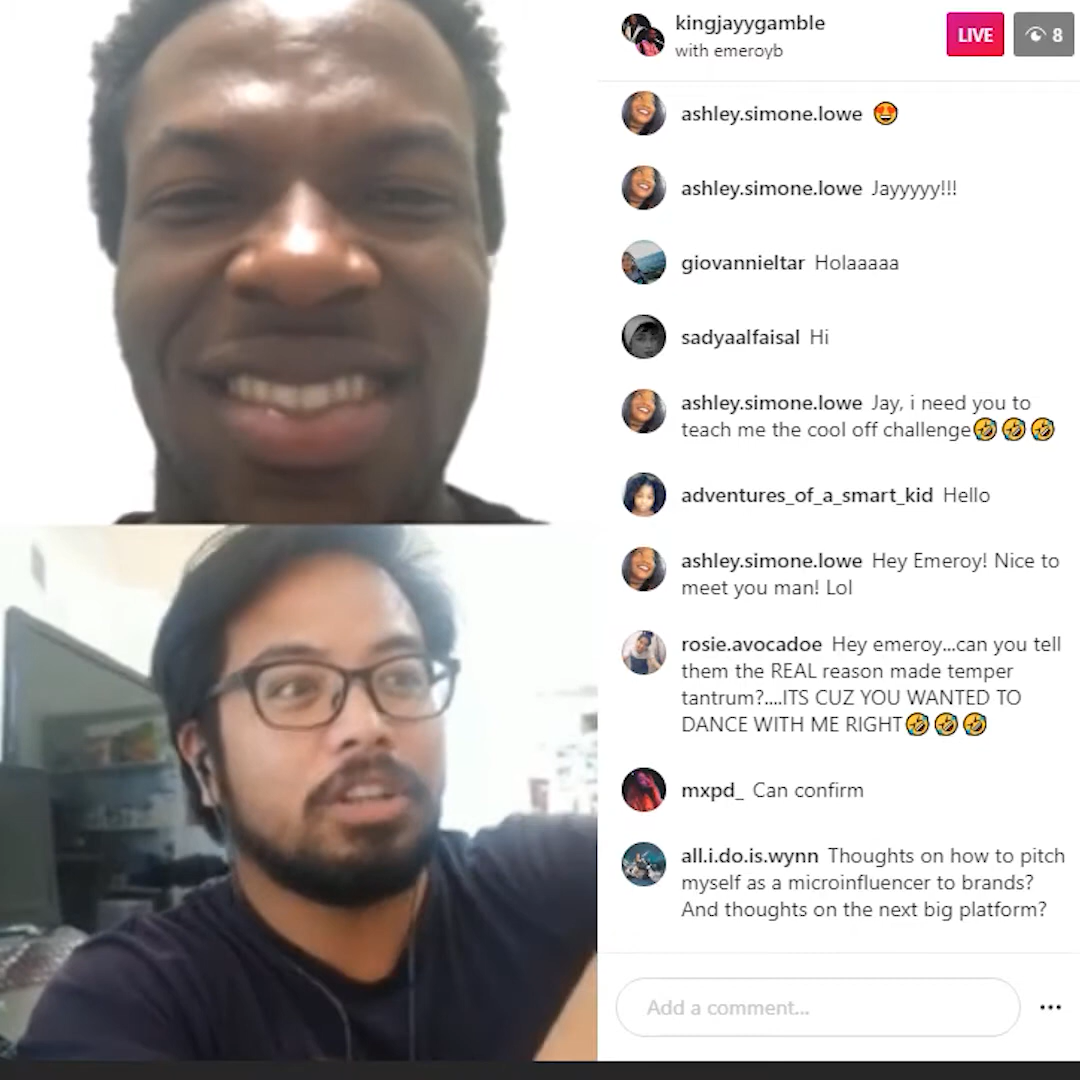 kingjayygamble
with emeroyb
LIVE
8
ashley.simone.lowe 😍
ashley.simone.lowe Jayyyyy!!!
giovannieltar Holaaaaa
sadyaalfaisal Hi
ashley.simone.lowe Jay, i need you to
teach me the cool off challenge🤣🤣🤣
adventures_of_a_smart_kid Hello
ashley.simone.lowe Hey Emeroy! Nice to
meet you man! Lol
rosie.avocadoe Hey emeroy...can you tell
them the REAL reason made temper
tantrum?....ITS CUZ YOU WANTED TO
DANCE WITH ME RIGHT🤣🤣🤣
mxpd_ Can confirm
all.i.do.is.wynn Thoughts on how to pitch
myself as a microinfluencer to brands?
And thoughts on the next big platform?
Add a comment...